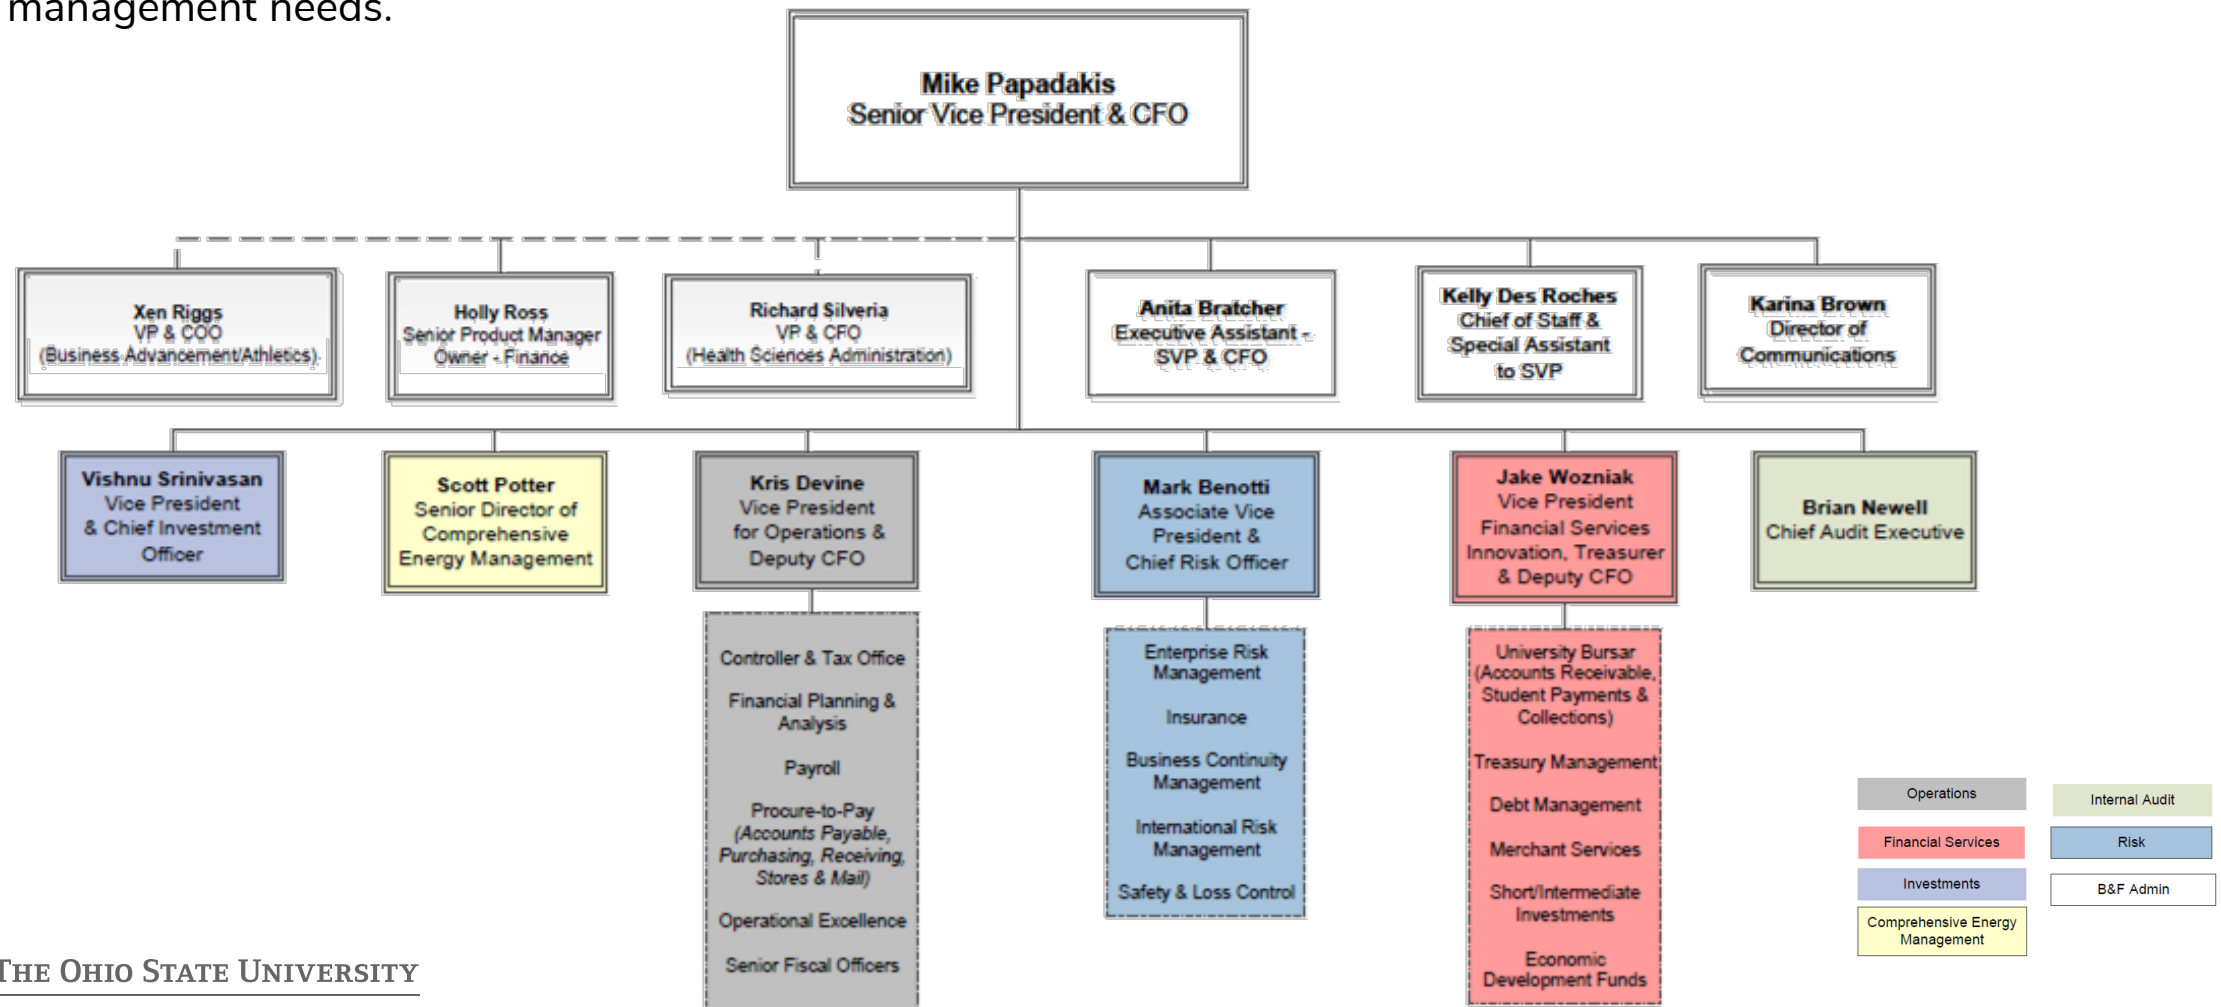 management needs.
Mike Papadakis
Senior Vice President & CFO
Xen Riggs
VP & COO
(Business Advancement/Athletics)
Holly Ross
Senior Product Manager
Owner - Finance
Richard Silveria
VP & CFO
(Health Sciences Administration)
Anita Bratcher
Executive Assistant -
SVP & CFO
Kelly Des Roches
Chief of Staff &
Special Assistant
to SVP
Karina Brown
Director of
Communications
Vishnu Srinivasan
Vice President
& Chief Investment
Officer
Scott Potter
Senior Director of
Comprehensive
Energy Management
Kris Devine
Vice President
for Operations &
Deputy CFO
Mark Benotti
Associate Vice
President &
Chief Risk Officer
Jake Wozniak
Vice President
Financial Services
Innovation, Treasurer
& Deputy CFO
Brian Newell
Chief Audit Executive
Controller & Tax Office
Financial Planning &
Analysis
Payroll
Procure-to-Pay
(Accounts Payable,
Purchasing, Receiving,
Stores & Mail)
Operational Excellence
Senior Fiscal Officers
Enterprise Risk
Management
Insurance
Business Continuity
Management
International Risk
Management
Safety & Loss Control
University Bursar
(Accounts Receivable,
Student Payments &
Collections)
Treasury Management
Debt Management
Merchant Services
Short/Intermediate
Investments
Economic
Development Funds
Operations
Internal Audit
Financial Services
Risk
Investments
B&F Admin
Comprehensive Energy
Management
THE OHIO STATE UNIVERSITY